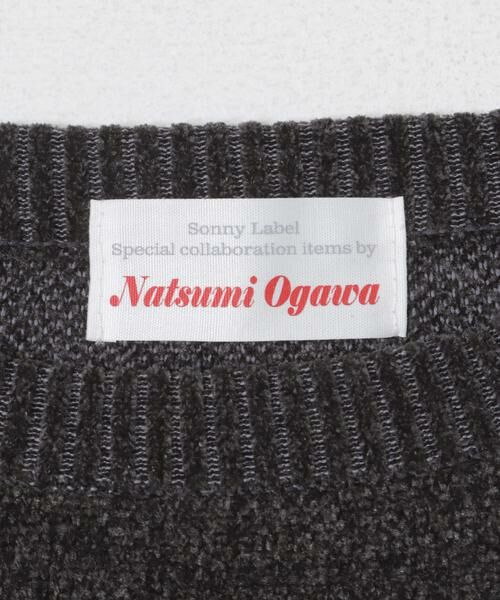 Sonny Label
Special collaboration items by
Natsumi Ogawa